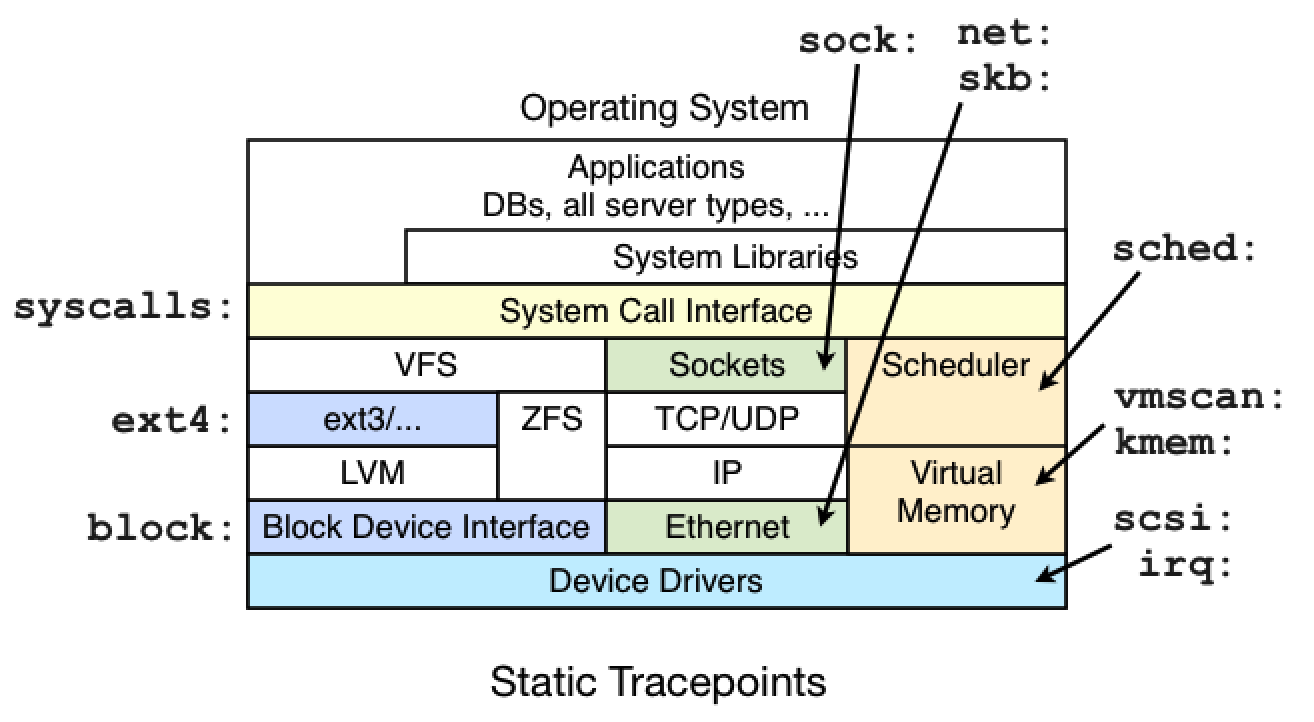 sock:
net:
skb:
Operating System
Applications
DBs, all server types, ...
System Libraries
sched:
syscalls:
System Call Interface
VFS
Sockets
Scheduler
vmscan:
kmem:
ext4:
ext3/...
ZFS
TCP/UDP
LVM
IP
Virtual
Memory
scsi:
irq:
block:
Block Device Interface
Ethernet
Device Drivers
Static Tracepoints